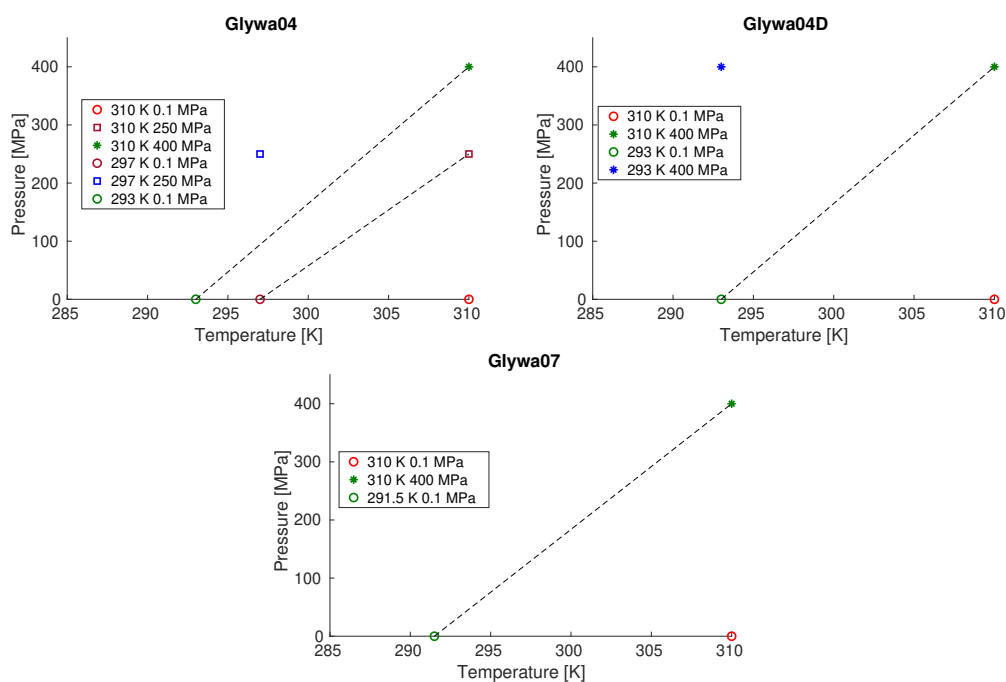 Glywa04
Pressure [MPa]
400
300
200
100
0
310 K 0.1 MPa
310 K 250 MPa
310 K 400 MPa
297 K 0.1 MPa
297 K 250 MPa
293 K 0.1 MPa
285 290 295 300 305 310
Temperature [K]
Glywa04D
Pressure [MPa]
400
300
200
100
0
310 K 0.1 MPa
310 K 400 MPa
293 K 0.1 MPa
293 K 400 MPa
285 290 295 300 305 310
Temperature [K]
Glywa07
Pressure [MPa]
400
300
200
100
0
310 K 0.1 MPa
310 K 400 MPa
291.5 K 0.1 MPa
285 290 295 300 305 310
Temperature [K]